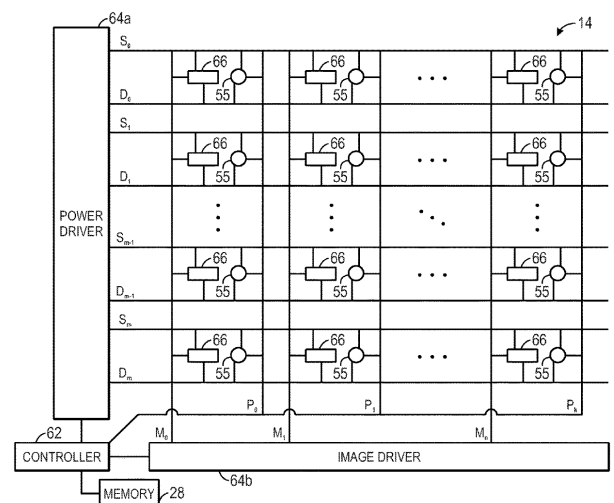 64a
14
S₀
66 66 66
55 55 ... 55
D₀
S₁
66 66 66
55 55 ... 55
D₁
POWER
DRIVER
Sₘ₋₁
66 66 66
55 55 ... 55
Dₘ₋₁
Sₘ
66 66 66
55 55 ... 55
Dₘ
62
P₀ P₁ Pₖ
M₀ M₁ Mₙ
CONTROLLER
IMAGE DRIVER
64b
MEMORY 28